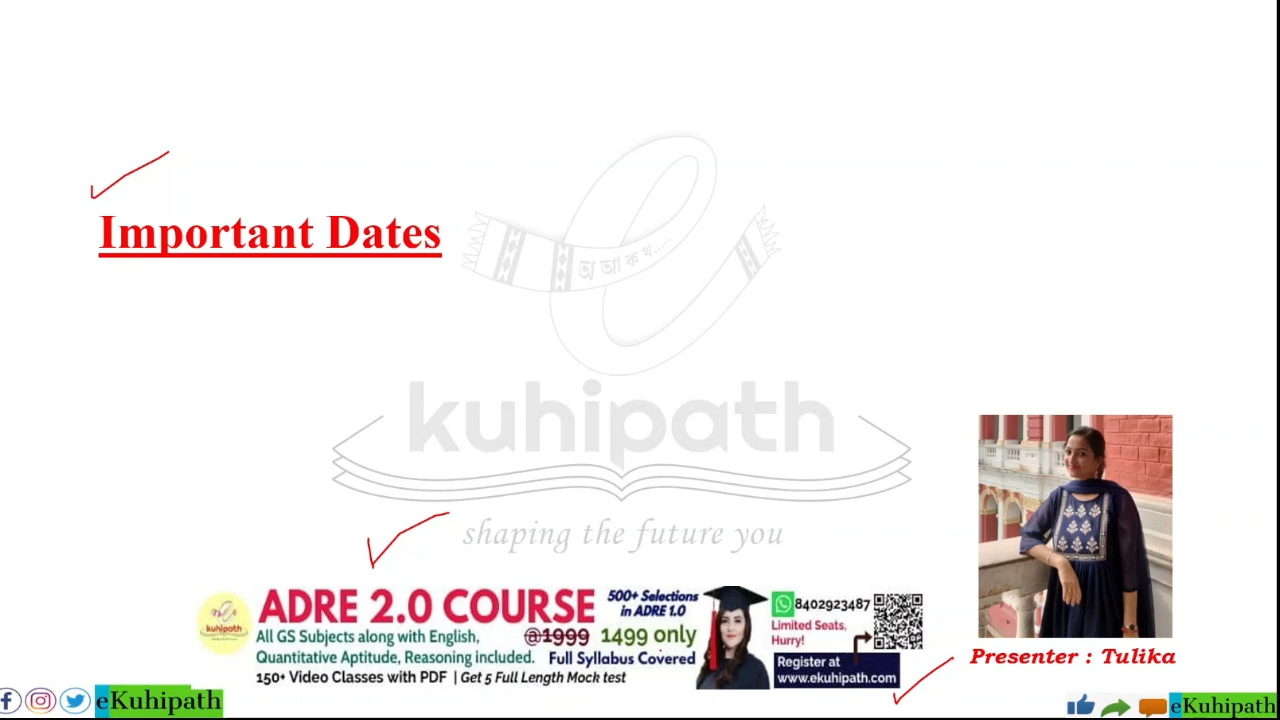 Important Dates
অ আ ক খ.....
kuhipath
shaping the future you
ADRE 2.0 COURSE
500+ Selections
in ADRE 1.0
All GS Subjects along with English,
@1999 1499 only
Quantitative Aptitude, Reasoning included.
Full Syllabus Covered
150+ Video Classes with PDF | Get 5 Full Length Mock test
kuhipath
8402923487
Limited Seats,
Hurry!
Register at
www.ekuhipath.com
Presenter : Tulika
eKuhipath
eKuhipath